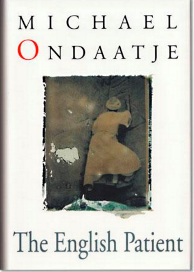 MICHAEL
ONDAATJE
The English Patient